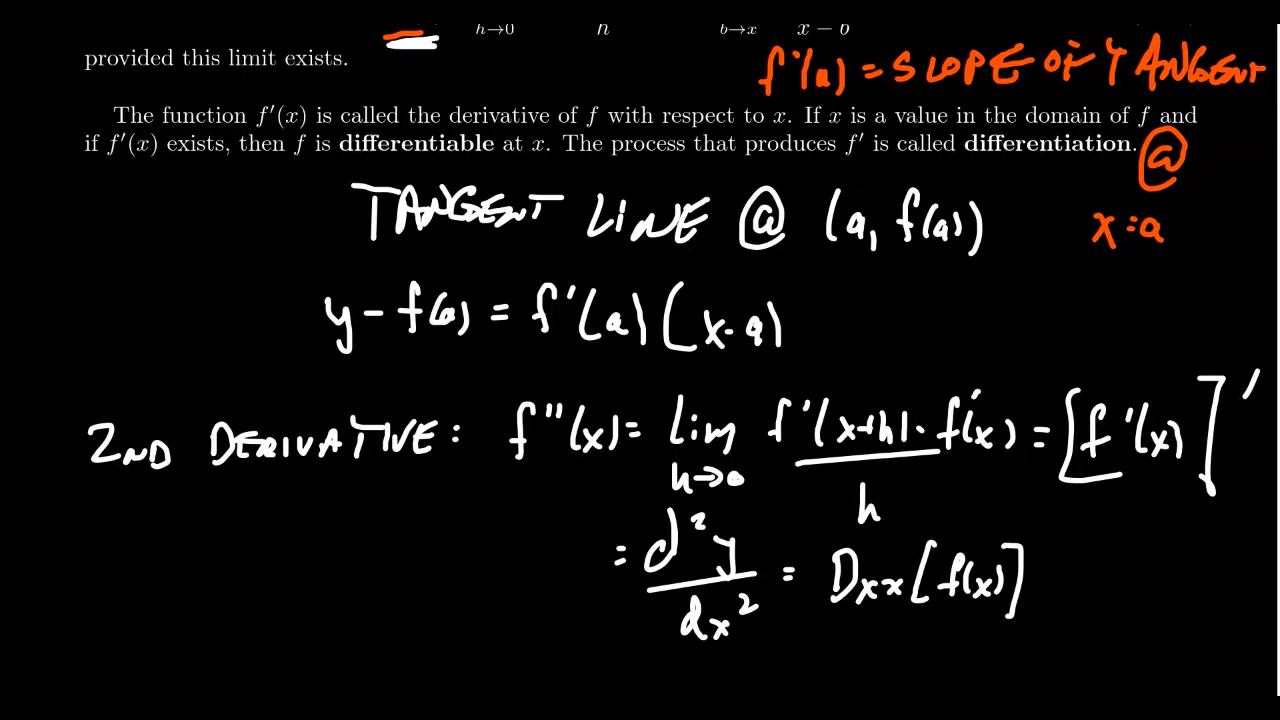 h→0 n b→x x − b
provided this limit exists.
f'(a) = SLOPE OF TANGENT
The function f′(x) is called the derivative of f with respect to x. If x is a value in the domain of f and
if f′(x) exists, then f is differentiable at x. The process that produces f′ is called differentiation.
@
x=a
TANGENT LINE @ (a, f(a))
y - f(a) = f'(a)(x-a)
2ND DERIVATIVE: f''(x) = lim h→0 f'(x+h) - f'(x) / h = [f'(x)]'
= d²y/dx² = Dxx[f(x)]